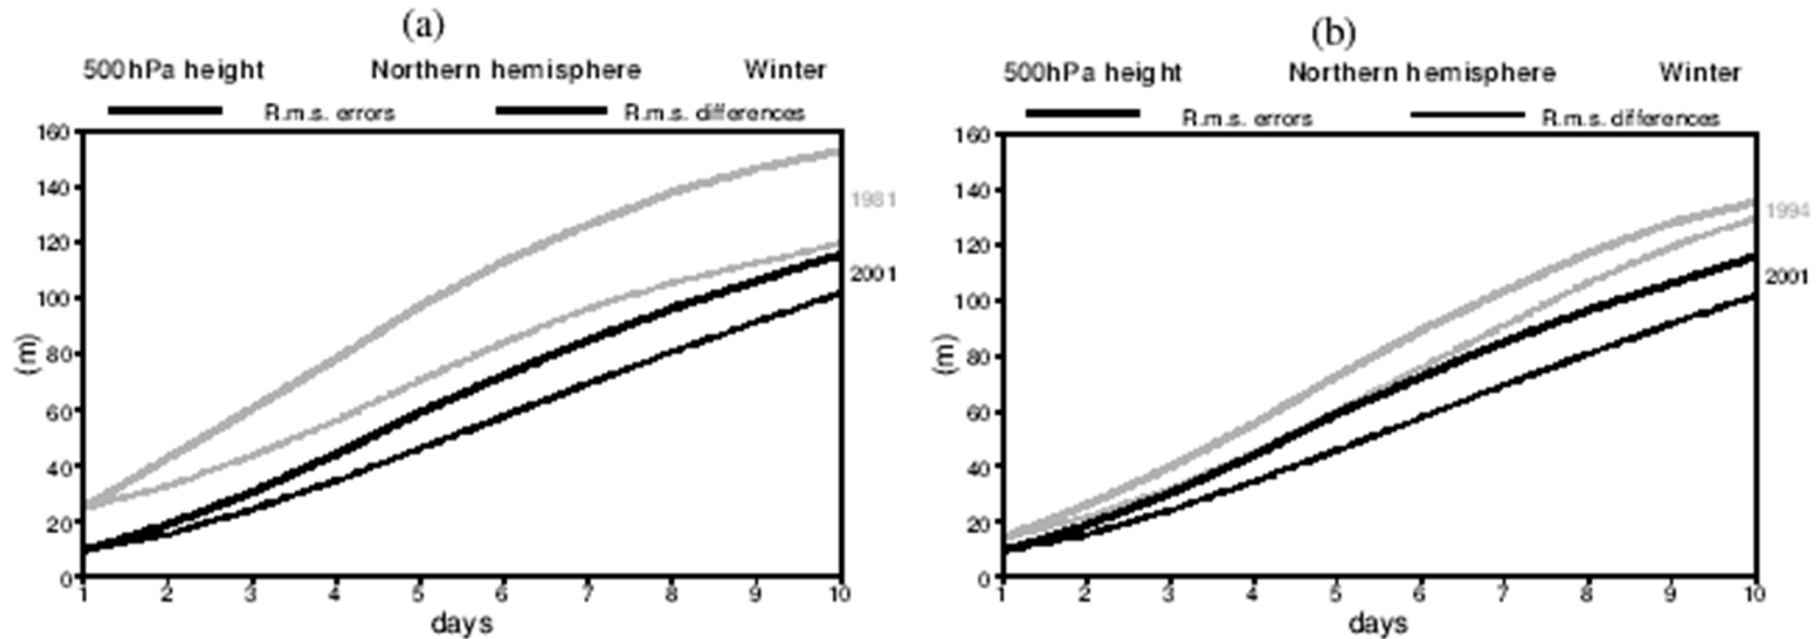 (a)
500hPa height Northern hemisphere Winter
R.m.s. errors R.m.s. differences
160
140
120
100
80
60
40
20
0
(m)
1 2 3 4 5 6 7 8 9 10
days
1981
2001
(b)
500hPa height Northern hemisphere Winter
R.m.s. errors R.m.s. differences
160
140
120
100
80
60
40
20
0
(m)
1 2 3 4 5 6 7 8 9 10
days
1994
2001